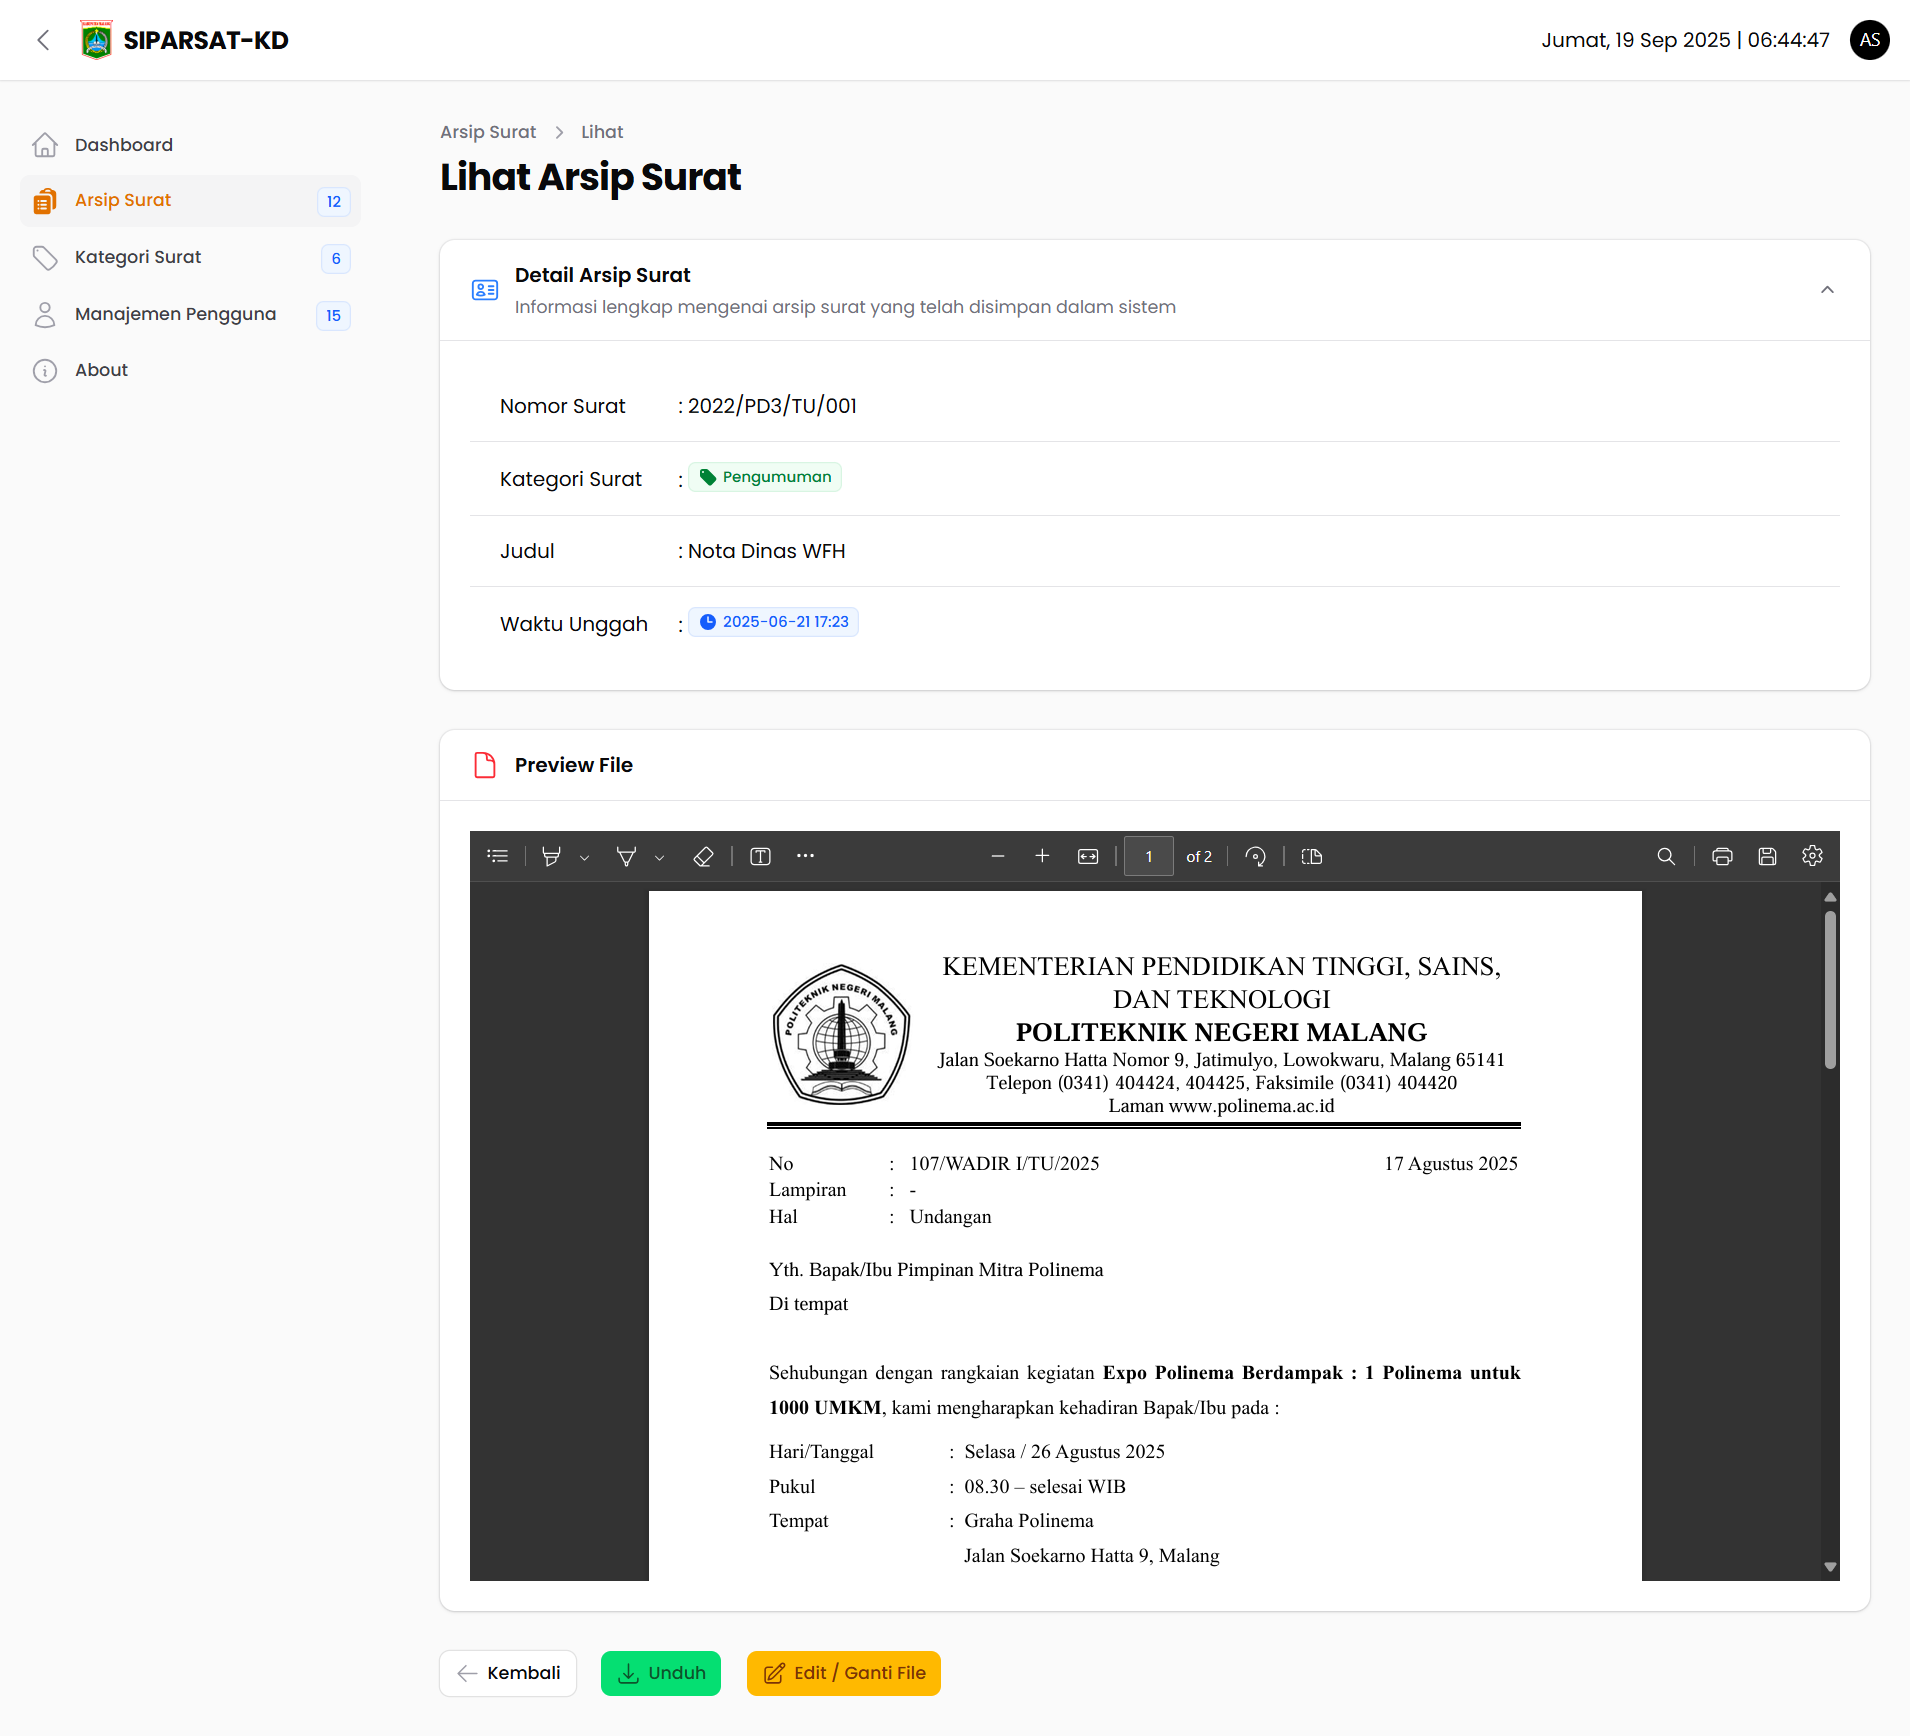 SIPARSAT-KD
Jumat, 19 Sep 2025 | 06:44:47
AS
Dashboard
Arsip Surat
12
Kategori Surat
6
Manajemen Pengguna
15
About
Arsip Surat > Lihat
Lihat Arsip Surat
Detail Arsip Surat
Informasi lengkap mengenai arsip surat yang telah disimpan dalam sistem
Nomor Surat : 2022/PD3/TU/001
Kategori Surat : Pengumuman
Judul : Nota Dinas WFH
Waktu Unggah : 2025-06-21 17:23
Preview File
1 of 2
POLITEKNIK NEGERI MALANG
KEMENTERIAN PENDIDIKAN TINGGI, SAINS,
DAN TEKNOLOGI
POLITEKNIK NEGERI MALANG
Jalan Soekarno Hatta Nomor 9, Jatimulyo, Lowokwaru, Malang 65141
Telepon (0341) 404424, 404425, Faksimile (0341) 404420
Laman www.polinema.ac.id
No : 107/WADIR I/TU/2025 17 Agustus 2025
Lampiran : -
Hal : Undangan
Yth. Bapak/Ibu Pimpinan Mitra Polinema
Di tempat
Sehubungan dengan rangkaian kegiatan Expo Polinema Berdampak : 1 Polinema untuk
1000 UMKM, kami mengharapkan kehadiran Bapak/Ibu pada :
Hari/Tanggal : Selasa / 26 Agustus 2025
Pukul : 08.30 – selesai WIB
Tempat : Graha Polinema
Jalan Soekarno Hatta 9, Malang
Kembali
Unduh
Edit / Ganti File